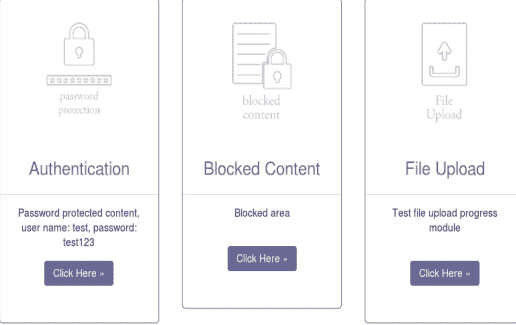 password
protection
Authentication
Password protected content,
user name: test, password:
test123
Click Here »
blocked
content
Blocked Content
Blocked area
Click Here »
File
Upload
File Upload
Test file upload progress
module
Click Here »